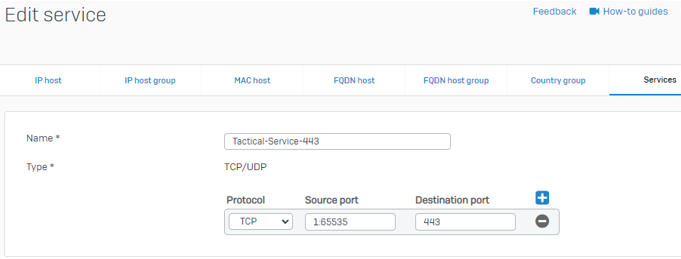 Edit service
Feedback How-to guides
IP host IP host group MAC host FQDN host FQDN host group Country group Services
Name * Tactical-Service-443
Type * TCP/UDP
Protocol Source port Destination port
TCP 1:65535 443